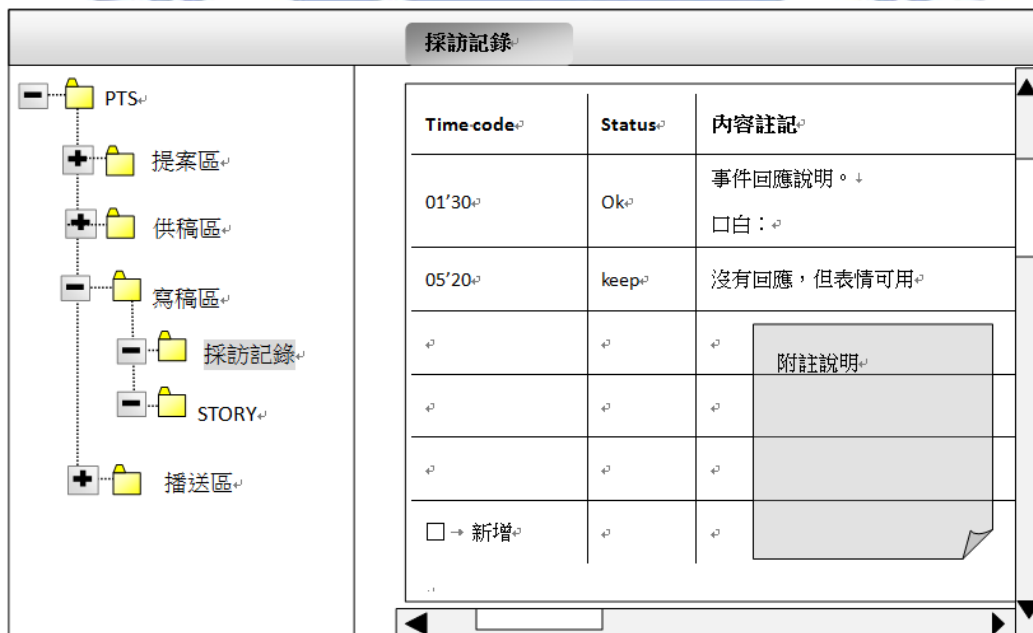 採訪記錄
PTS
提案區
供稿區
寫稿區
採訪記錄
STORY
播送區
Time code Status 內容註記
01'30 Ok 事件回應說明。
口白：
05'20 keep 沒有回應，但表情可用
附註說明
□→ 新增